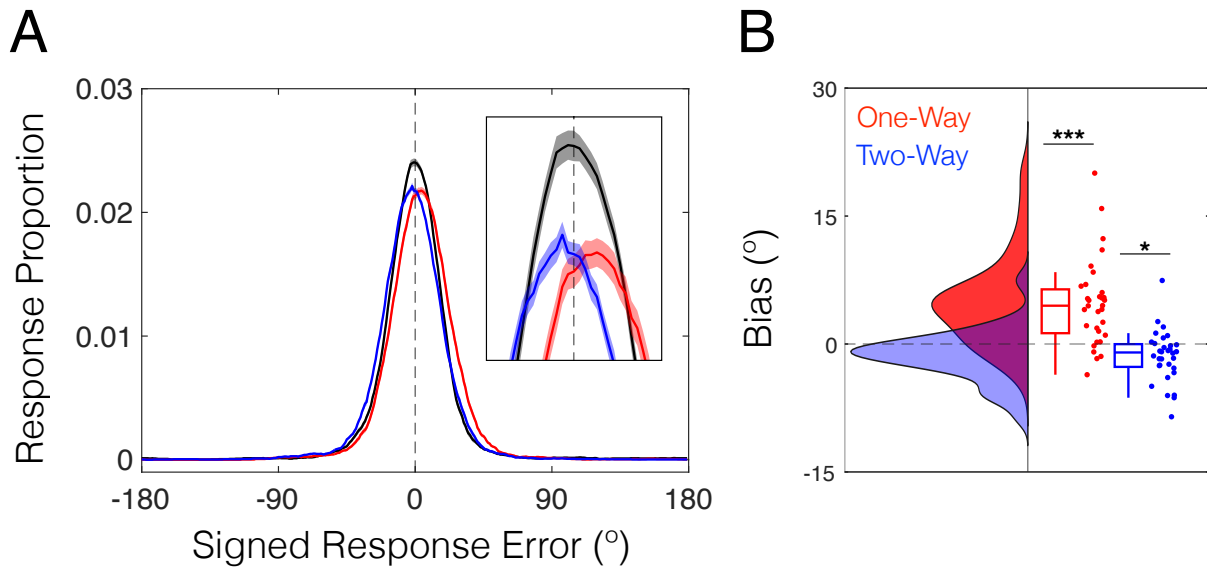 A
Response Proportion
0.03
0.02
0.01
0
-180
-90
0
90
180
Signed Response Error (°)
B
Bias (°)
30
15
0
-15
One-Way
Two-Way
***
*